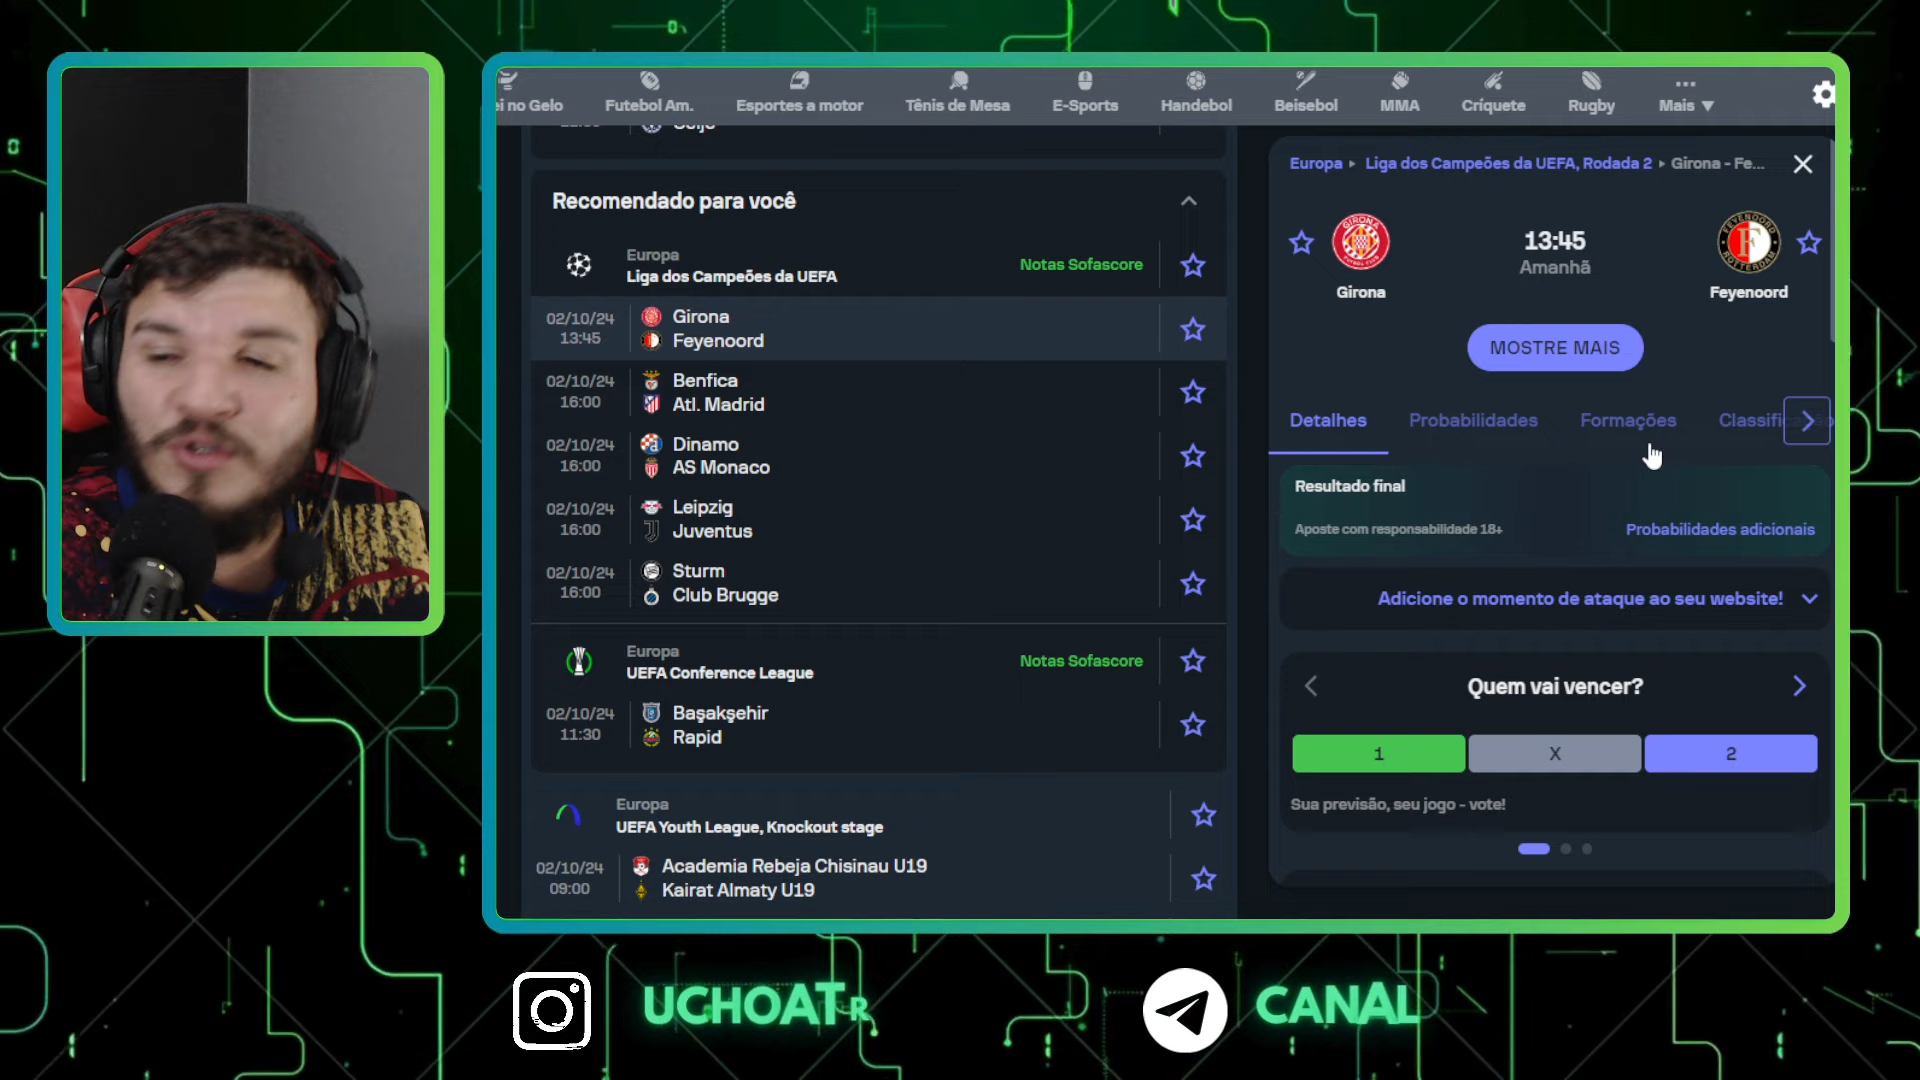 ei no Gelo
Futebol Am.
Esportes a motor
Tênis de Mesa
E-Sports
Handebol
Beisebol
MMA
Críquete
Rugby
Mais ▼
Recomendado para você
Europa
Liga dos Campeões da UEFA
Notas Sofascore
02/10/24
13:45
Girona
Feyenoord
02/10/24
16:00
Benfica
Atl. Madrid
02/10/24
16:00
Dinamo
AS Monaco
02/10/24
16:00
Leipzig
Juventus
02/10/24
16:00
Sturm
Club Brugge
Europa
UEFA Conference League
Notas Sofascore
02/10/24
11:30
Başakşehir
Rapid
Europa
UEFA Youth League, Knockout stage
02/10/24
09:00
Academia Rebeja Chisinau U19
Kairat Almaty U19
Europa ▸ Liga dos Campeões da UEFA, Rodada 2 ▸ Girona - Fe...
13:45
Amanhã
Girona
Feyenoord
MOSTRE MAIS
Detalhes
Probabilidades
Formações
Classifi
Resultado final
Aposte com responsabilidade 18+
Probabilidades adicionais
Adicione o momento de ataque ao seu website!
Quem vai vencer?
1
X
2
Sua previsão, seu jogo - vote!
UCHOATR
CANAL